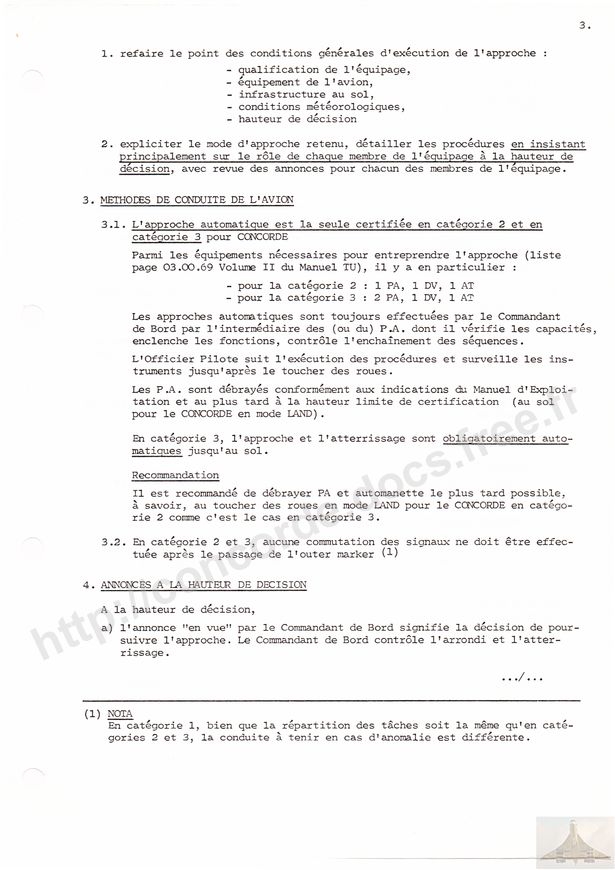 3.
1. refaire le point des conditions générales d'exécution de l'approche :
- qualification de l'équipage,
- équipement de l'avion,
- infrastructure au sol,
- conditions météorologiques,
- hauteur de décision
2. expliciter le mode d'approche retenu, détailler les procédures en insistant
principalement sur le rôle de chaque membre de l'équipage à la hauteur de
décision, avec revue des annonces pour chacun des membres de l'équipage.
3. METHODES DE CONDUITE DE L'AVION
3.1. L'approche automatique est la seule certifiée en catégorie 2 et en
catégorie 3 pour CONCORDE
Parmi les équipements nécessaires pour entreprendre l'approche (liste
page 03.00.69 Volume II du Manuel TU), il y a en particulier :
- pour la catégorie 2 : 1 PA, 1 DV, 1 AT
- pour la catégorie 3 : 2 PA, 1 DV, 1 AT
Les approches automatiques sont toujours effectuées par le Commandant
de Bord par l'intermédiaire des (ou du) P.A. dont il vérifie les capacités,
enclenche les fonctions, contrôle l'enchaînement des séquences.
L'Officier Pilote suit l'exécution des procédures et surveille les ins-
truments jusqu'après le toucher des roues.
Les P.A. sont débrayés conformément aux indications du Manuel d'Exploi-
tation et au plus tard à la hauteur limite de certification (au sol
pour le CONCORDE en mode LAND).
En catégorie 3, l'approche et l'atterrissage sont obligatoirement auto-
matiques jusqu'au sol.
Recommandation
Il est recommandé de débrayer PA et automanette le plus tard possible,
à savoir, au toucher des roues en mode LAND pour le CONCORDE en catégo-
rie 2 comme c'est le cas en catégorie 3.
3.2. En catégorie 2 et 3, aucune commutation des signaux ne doit être effec-
tuée après le passage de l'outer marker (1)
4. ANNONCES A LA HAUTEUR DE DECISION
A la hauteur de décision,
a) l'annonce "en vue" par le Commandant de Bord signifie la décision de pour-
suivre l'approche. Le Commandant de Bord contrôle l'arrondi et l'atter-
rissage.
.../...
(1) NOTA
En catégorie 1, bien que la répartition des tâches soit la même qu'en caté-
gories 2 et 3, la conduite à tenir en cas d'anomalie est différente.
http://concorde-docs.free.fr